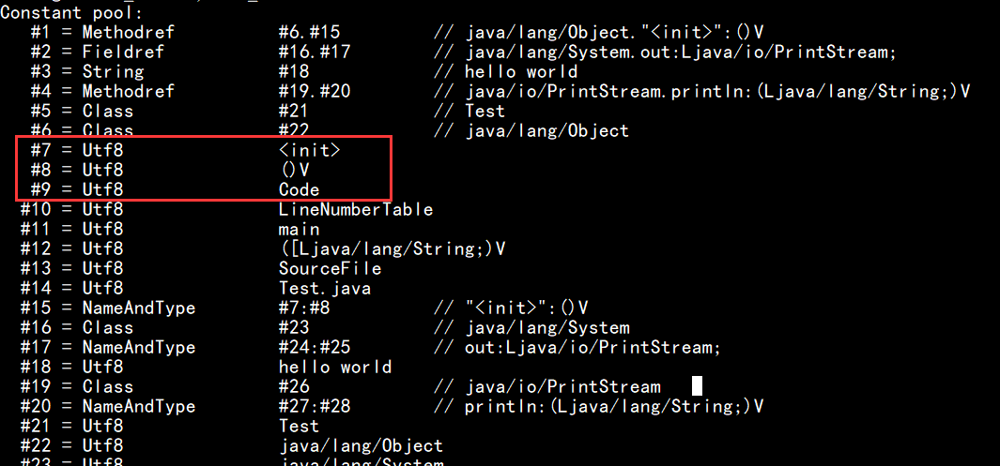 Constant pool:
#1 = Methodref #6.#15 // java/lang/Object."<init>":()V
#2 = Fieldref #16.#17 // java/lang/System.out:Ljava/io/PrintStream;
#3 = String #18 // hello world
#4 = Methodref #19.#20 // java/io/PrintStream.println:(Ljava/lang/String;)V
#5 = Class #21 // Test
#6 = Class #22 // java/lang/Object
#7 = Utf8 <init>
#8 = Utf8 ()V
#9 = Utf8 Code
#10 = Utf8 LineNumberTable
#11 = Utf8 main
#12 = Utf8 ([Ljava/lang/String;)V
#13 = Utf8 SourceFile
#14 = Utf8 Test.java
#15 = NameAndType #7:#8 // "<init>":()V
#16 = Class #23 // java/lang/System
#17 = NameAndType #24:#25 // out:Ljava/io/PrintStream;
#18 = Utf8 hello world
#19 = Class #26 // java/io/PrintStream
#20 = NameAndType #27:#28 // println:(Ljava/lang/String;)V
#21 = Utf8 Test
#22 = Utf8 java/lang/Object
#23 = Utf8 java/lang/System